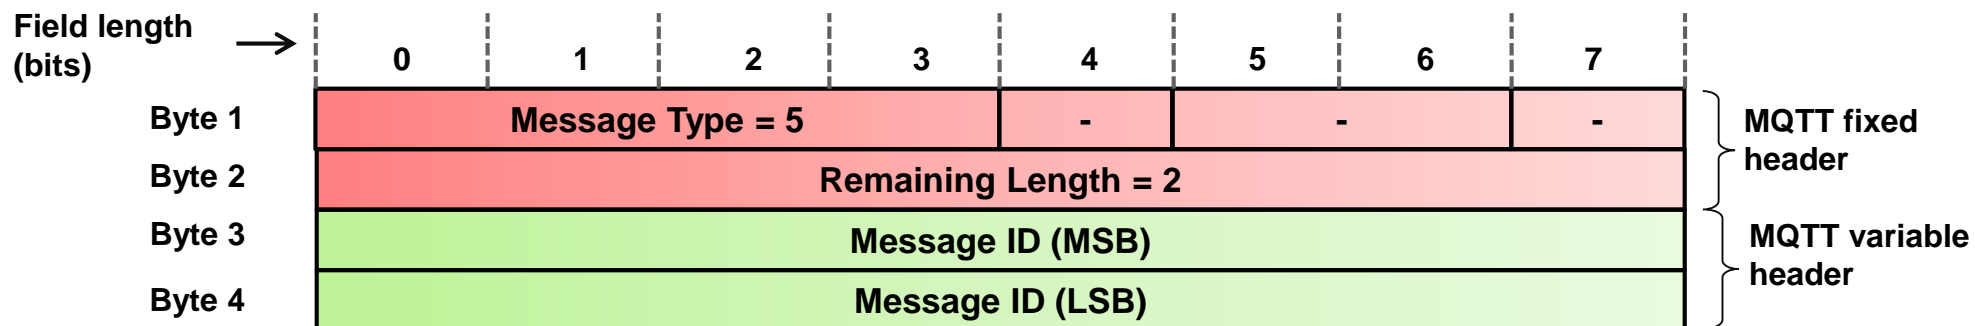 Field length
(bits)
0 1 2 3 4 5 6 7
Byte 1
Message Type = 5 - - -
MQTT fixed
header
Byte 2
Remaining Length = 2
Byte 3
Message ID (MSB)
MQTT variable
header
Byte 4
Message ID (LSB)